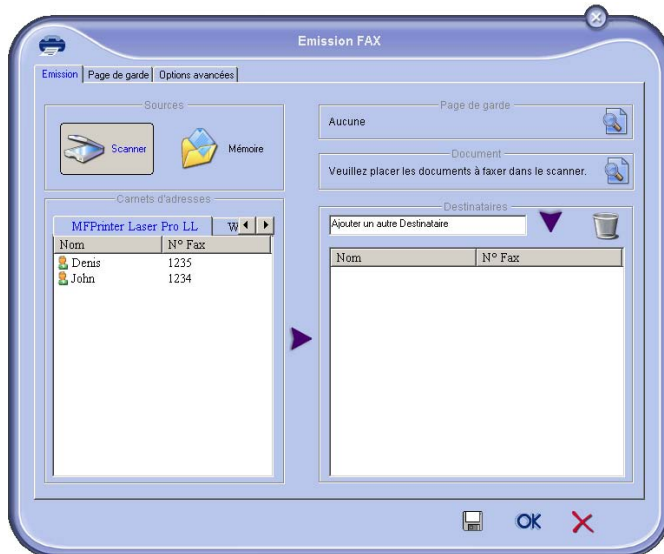 Emission FAX
Emission Page de garde Options avancées
Sources
Scanner
Mémoire
Page de garde
Aucune
Document
Veuillez placer les documents à faxer dans le scanner.
Carnets d'adresses
MFPrinter Laser Pro LL W
Nom N° Fax
Denis 1235
John 1234
Destinataires
Ajouter un autre Destinataire
Nom N° Fax
OK